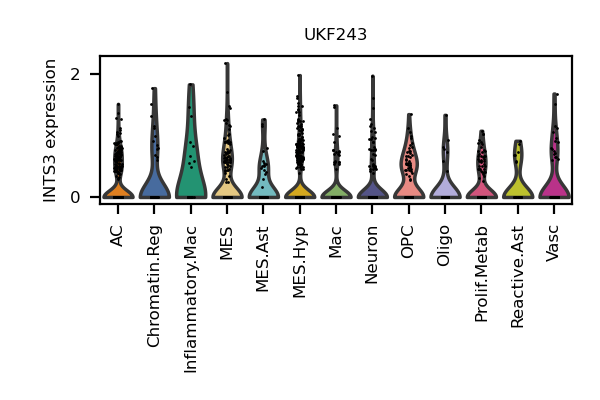 UKF243
INTS3 expression
2
0
AC
Chromatin.Reg
Inflammatory.Mac
MES
MES.Ast
MES.Hyp
Mac
Neuron
OPC
Oligo
Prolif.Metab
Reactive.Ast
Vasc